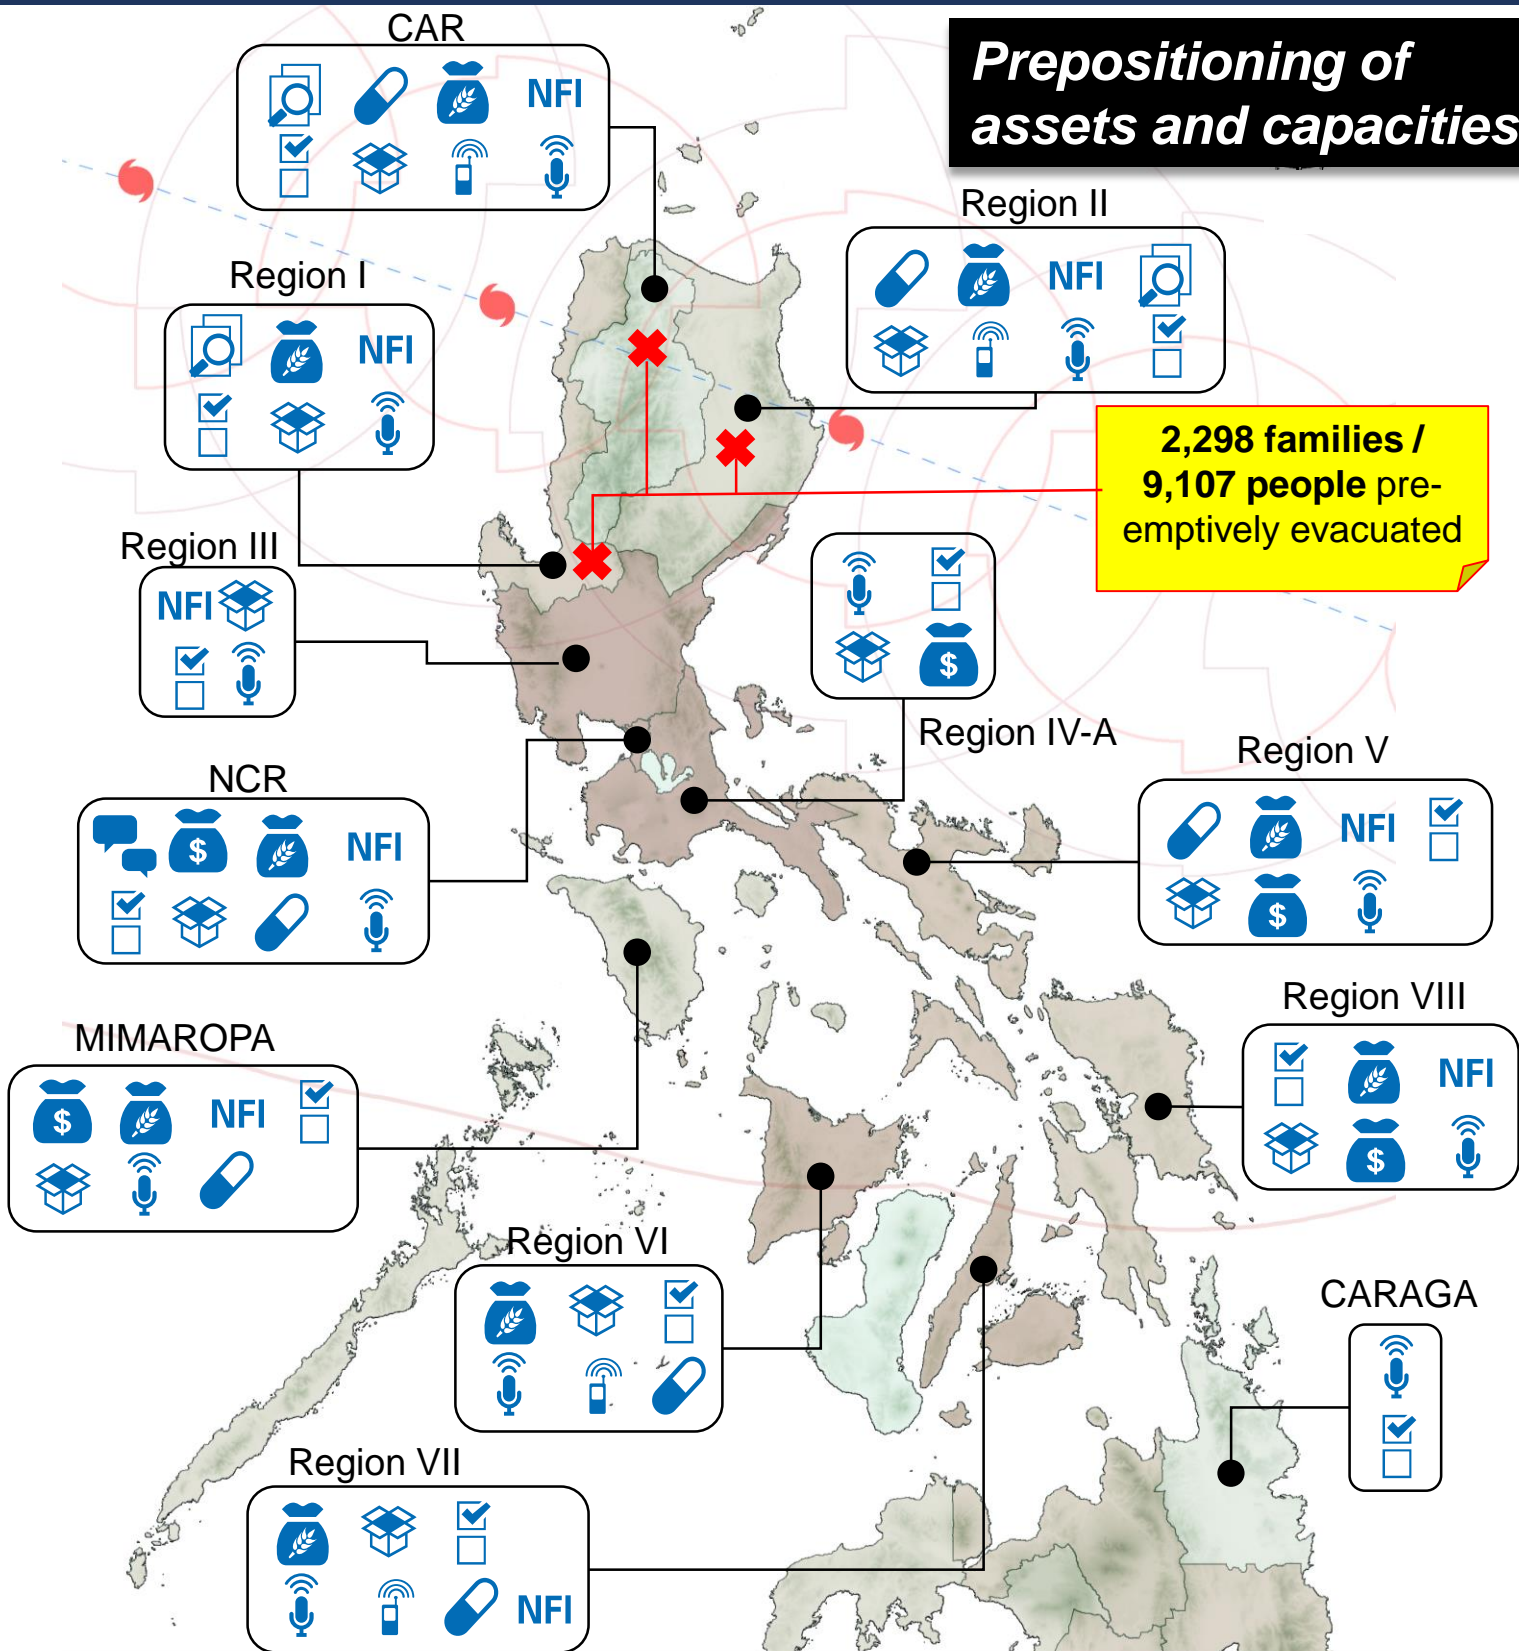 Prepositioning of
assets and capacities
CAR
NFI
Region II
NFI
Region I
NFI
2,298 families /
9,107 people pre-
emptively evacuated
Region III
NFI
Region IV-A
$
Region V
NFI
$
NCR
$
NFI
Region VIII
NFI
$
MIMAROPA
$
NFI
Region VI
CARAGA
Region VII
NFI